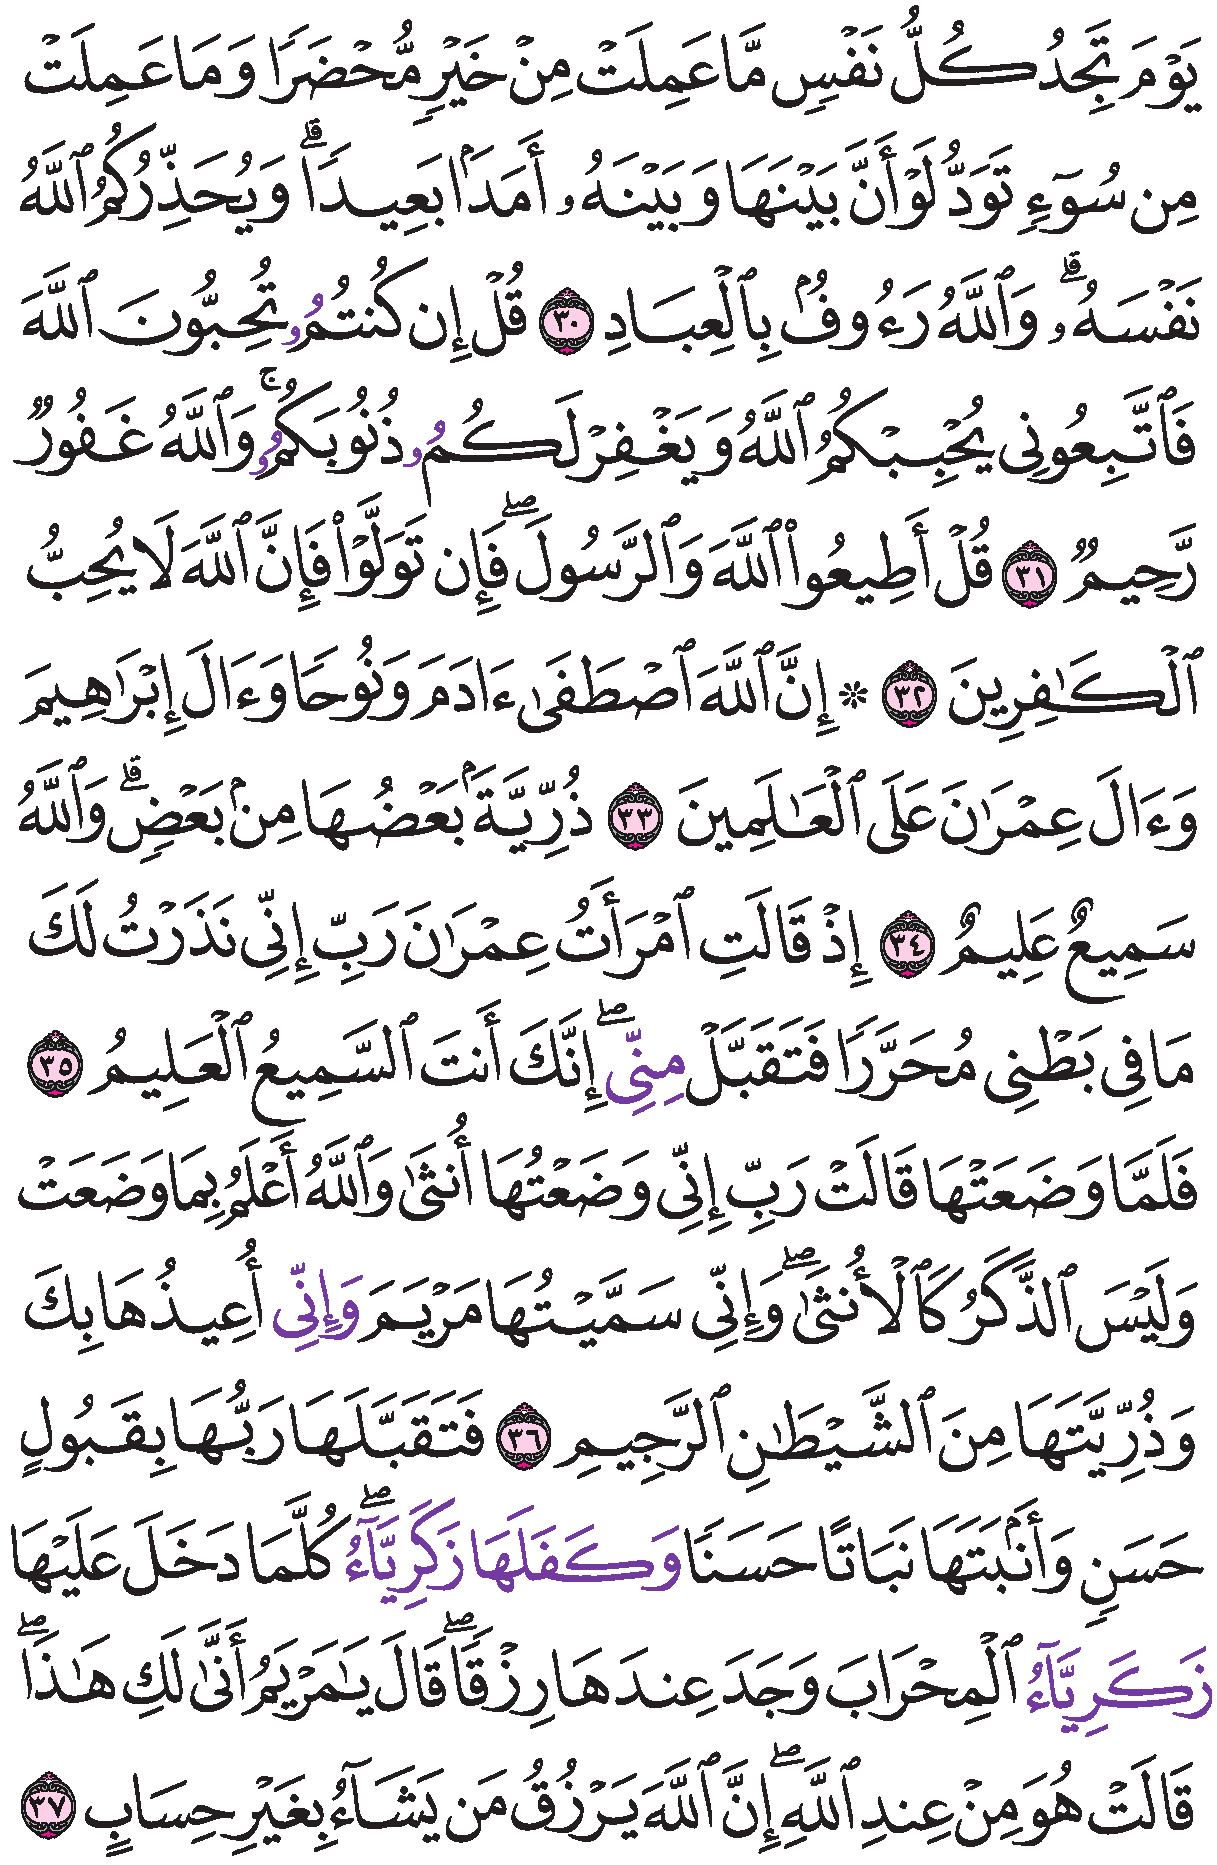 يَوْمَ تَجِدُ كُلُّ نَفْسٍ مَّا عَمِلَتْ مِنْ خَيْرٍ مُّحْضَرًا وَمَا عَمِلَتْ
مِن سُوٓءٍ تَوَدُّ لَوْ أَنَّ بَيْنَهَا وَبَيْنَهُۥ أَمَدَۢا بَعِيدًاۗ وَيُحَذِّرُكُمُ ٱللَّهُ
نَفْسَهُۥۗ وَٱللَّهُ رَءُوفُۢ بِٱلْعِبَادِ ٣٠ قُلْ إِن كُنتُمُۥ تُحِبُّونَ ٱللَّهَ
فَٱتَّبِعُونِى يُحْبِبْكُمُ ٱللَّهُ وَيَغْفِرْ لَكُمُۥ ذُنُوبَكُمُۥۚ وَٱللَّهُ غَفُورٌ
رَّحِيمٌ ٣١ قُلْ أَطِيعُوا۟ ٱللَّهَ وَٱلرَّسُولَۖ فَإِن تَوَلَّوْا۟ فَإِنَّ ٱللَّهَ لَا يُحِبُّ
ٱلْكَٰفِرِينَ ٣٢ ۞ إِنَّ ٱللَّهَ ٱصْطَفَىٰ ءَادَمَ وَنُوحًا وَءَالَ إِبْرَٰهِيمَ
وَءَالَ عِمْرَٰنَ عَلَى ٱلْعَٰلَمِينَ ٣٣ ذُرِّيَّةَۢ بَعْضُهَا مِنۢ بَعْضٍۗ وَٱللَّهُ
سَمِيعٌ عَلِيمٌ ٣٤ إِذْ قَالَتِ ٱمْرَأَتُ عِمْرَٰنَ رَبِّ إِنِّى نَذَرْتُ لَكَ
مَا فِى بَطْنِى مُحَرَّرًا فَتَقَبَّلْ مِنِّىۖ إِنَّكَ أَنتَ ٱلسَّمِيعُ ٱلْعَلِيمُ ٣٥
فَلَمَّا وَضَعَتْهَا قَالَتْ رَبِّ إِنِّى وَضَعْتُهَا أُنثَىٰ وَٱللَّهُ أَعْلَمُ بِمَا وَضَعَتْ
وَلَيْسَ ٱلذَّكَرُ كَٱلْأُنثَىٰۖ وَإِنِّى سَمَّيْتُهَا مَرْيَمَ وَإِنِّى أُعِيذُهَا بِكَ
وَذُرِّيَّتَهَا مِنَ ٱلشَّيْطَٰنِ ٱلرَّجِيمِ ٣٦ فَتَقَبَّلَهَا رَبُّهَا بِقَبُولٍ
حَسَنٍ وَأَنۢبَتَهَا نَبَاتًا حَسَنًا وَكَفَلَهَا زَكَرِيَّآءُۖ كُلَّمَا دَخَلَ عَلَيْهَا
زَكَرِيَّآءُ ٱلْمِحْرَابَ وَجَدَ عِندَهَا رِزْقًاۖ قَالَ يَٰمَرْيَمُ أَنَّىٰ لَكِ هَٰذَاۖ
قَالَتْ هُوَ مِنْ عِندِ ٱللَّهِۖ إِنَّ ٱللَّهَ يَرْزُقُ مَن يَشَآءُ بِغَيْرِ حِسَابٍ ٣٧